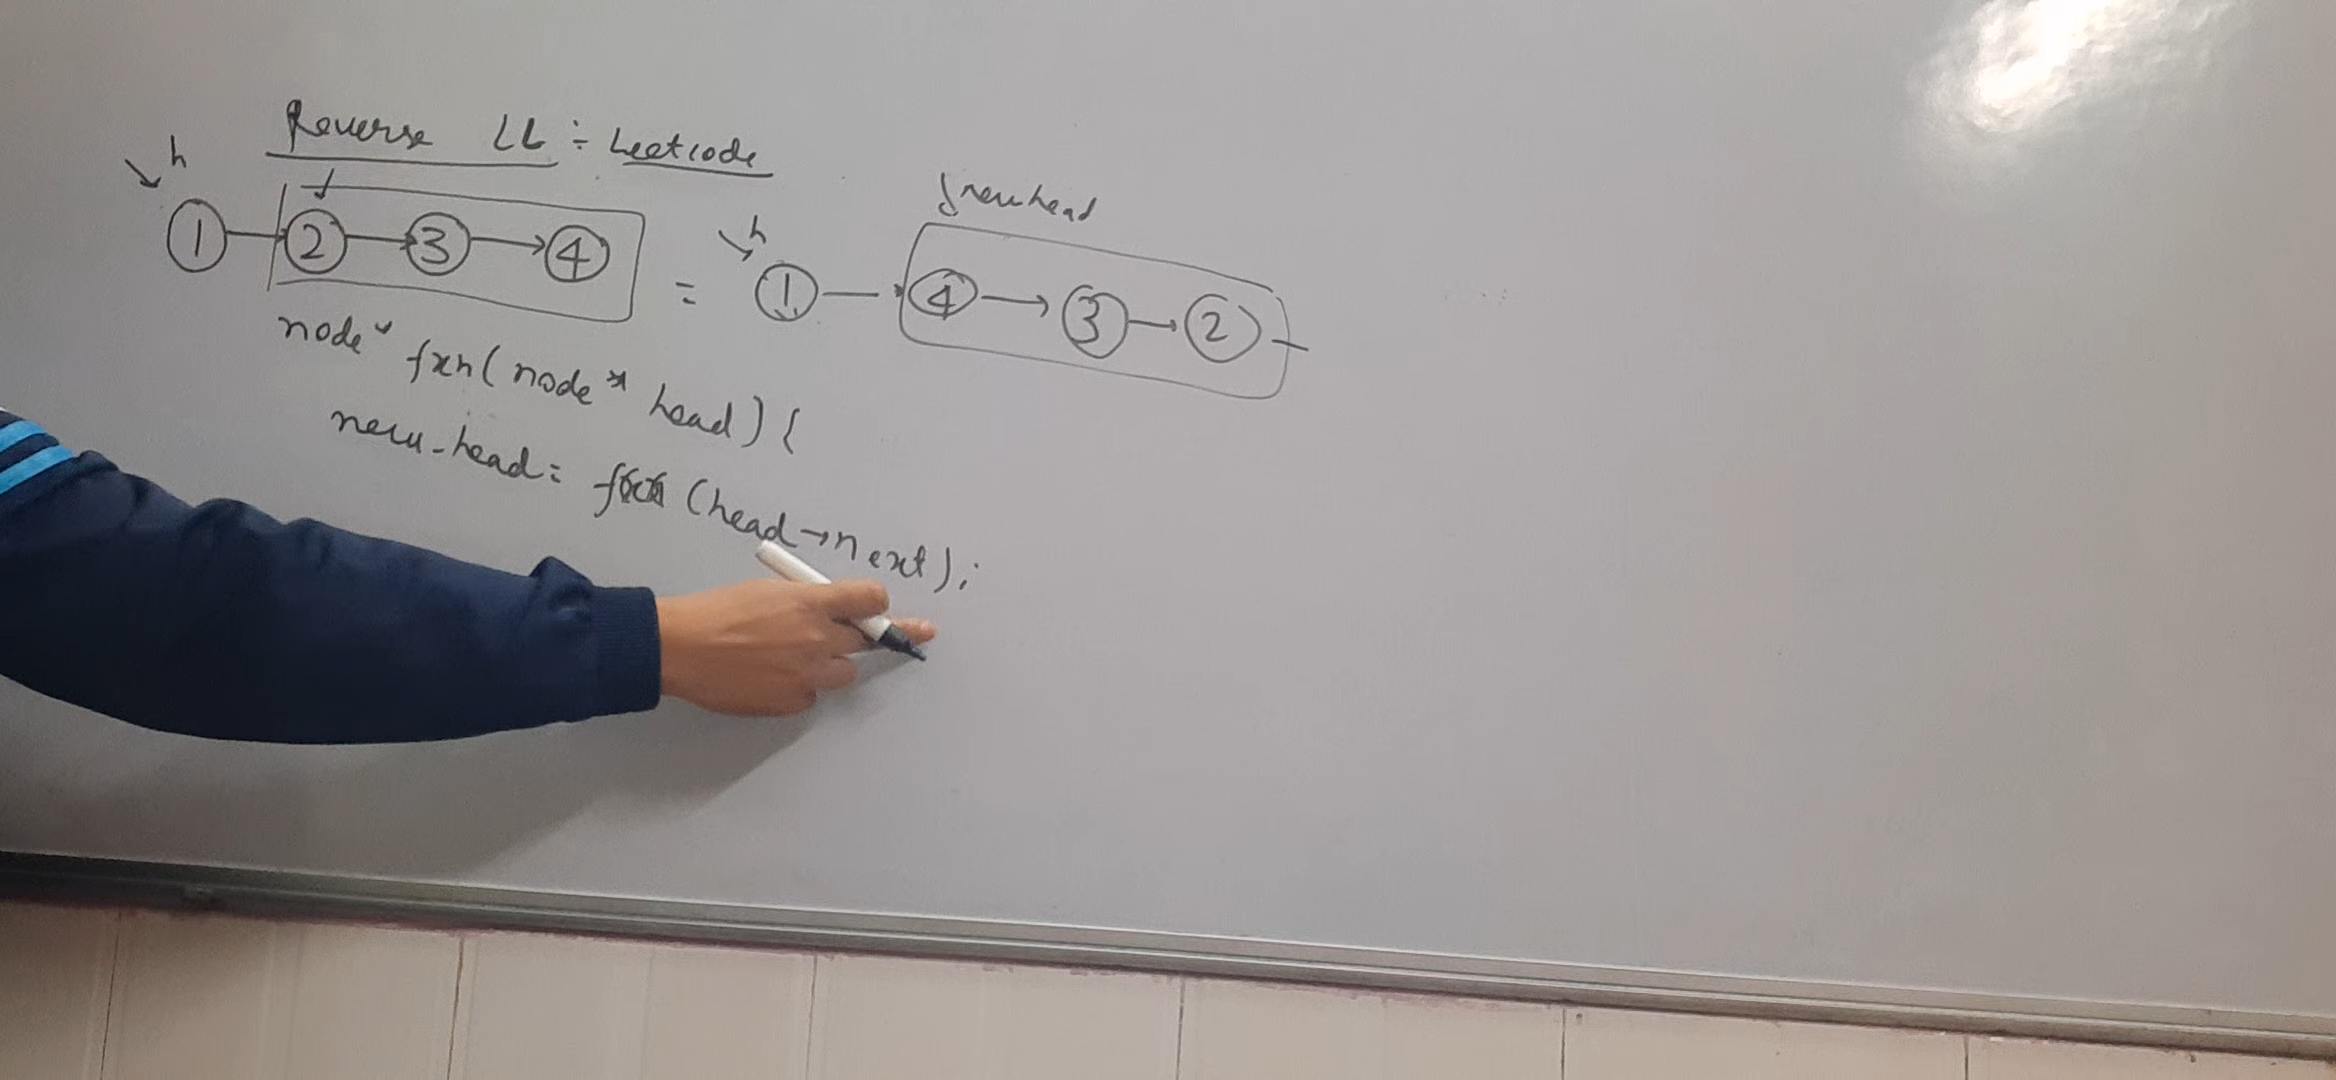 Reverse LL ÷ Leetcode
h
1 → 2 → 3 → 4
=
newhead
h
1 → 4 → 3 → 2
node* fxn(node* head) {
new_head = (head→next);